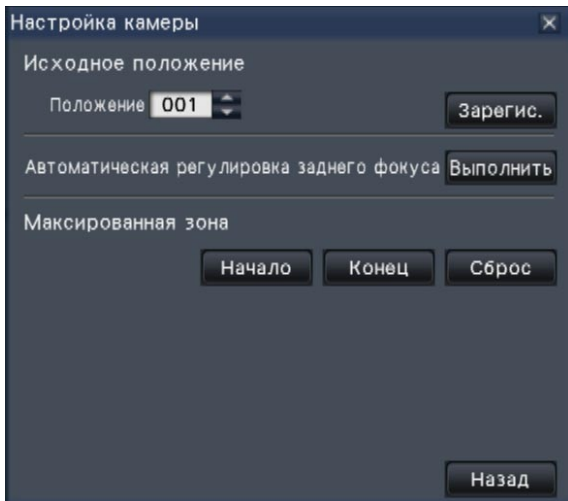 Настройка камеры
Исходное положение
Положение 001
Зарегис.
Автоматическая регулировка заднего фокуса Выполнить
Максированная зона
Начало Конец Сброс
Назад